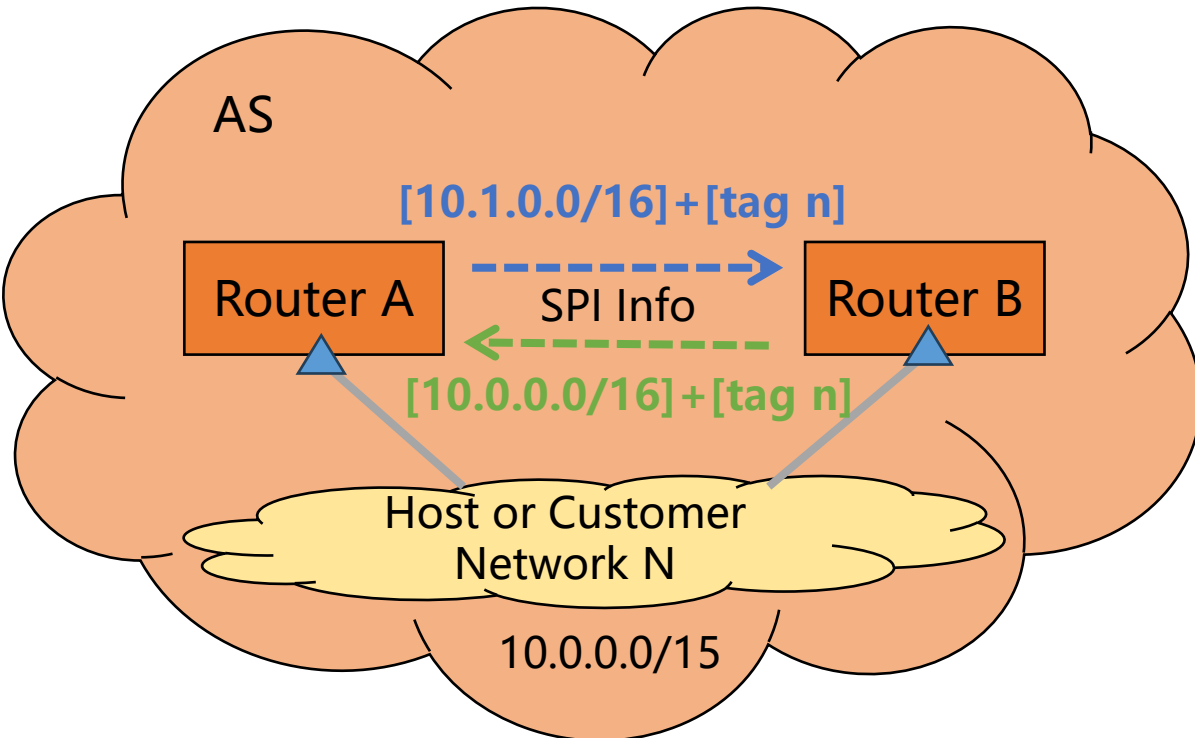 AS
[10.1.0.0/16]+[tag n]
Router A
SPI Info
Router B
[10.0.0.0/16]+[tag n]
Host or Customer
Network N
10.0.0.0/15